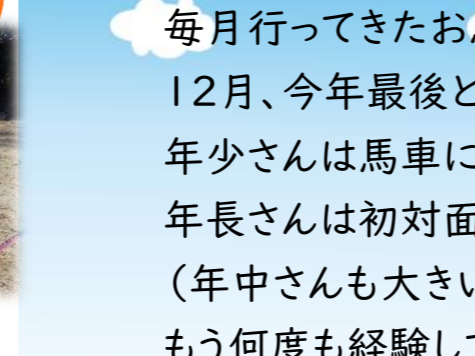 毎月行ってきたお
12月、今年最後と
年少さんは馬車に
年長さんは初対面
（年中さんも大きい
もう何度も経験し